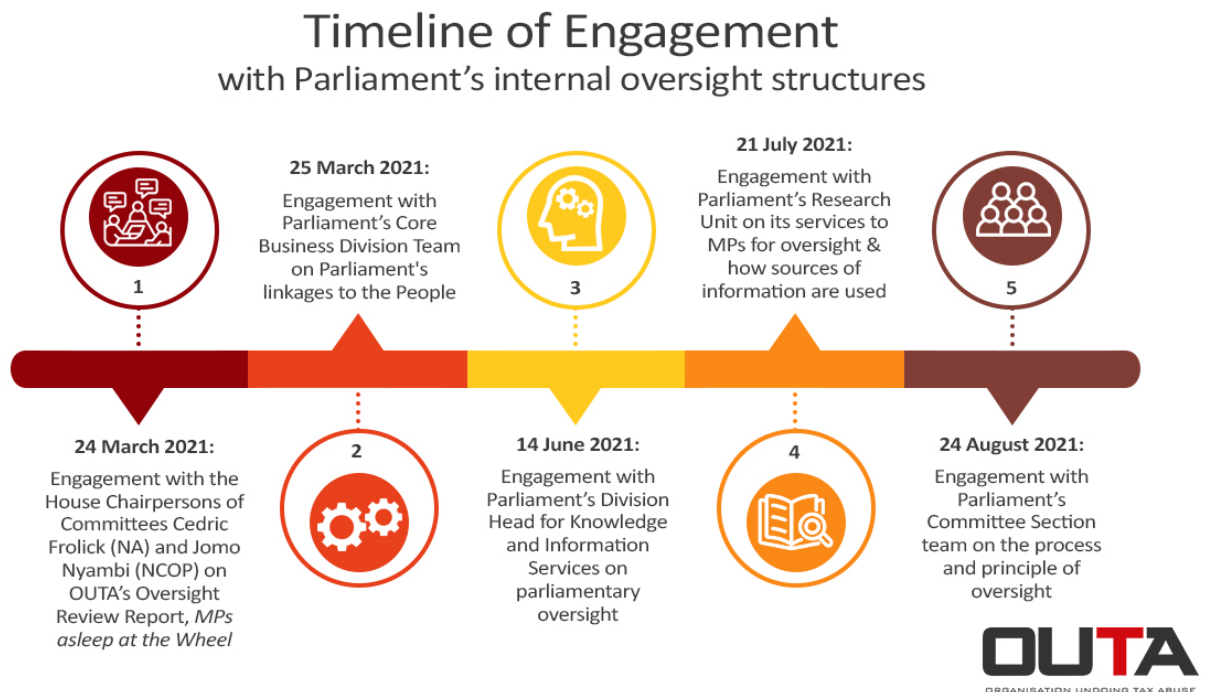 Timeline of Engagement
with Parliament's internal oversight structures
1
24 March 2021:
Engagement with the
House Chairpersons of
Committees Cedric
Frolick (NA) and Jomo
Nyambi (NCOP) on
OUTA's Oversight
Review Report, MPs
asleep at the Wheel
25 March 2021:
Engagement with
Parliament's Core
Business Division Team
on Parliament's
linkages to the People
2
3
14 June 2021:
Engagement with
Parliament's Division
Head for Knowledge
and Information
Services on
parliamentary
oversight
21 July 2021:
Engagement with
Parliament's Research
Unit on its services to
MPs for oversight &
how sources of
information are used
4
5
24 August 2021:
Engagement with
Parliament's
Committee Section
team on the process
and principle of
oversight
OUTA
ORGANISATION UNDOING TAX ABUSE